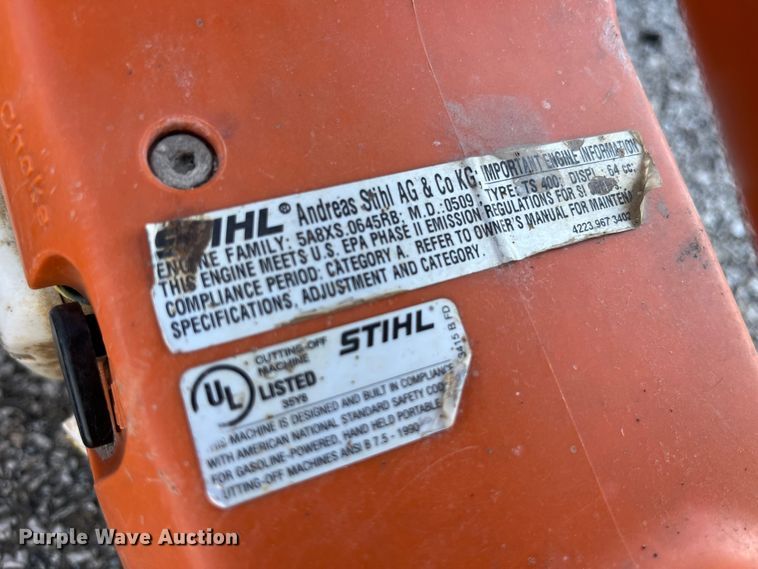 Choke
STIHL® Andreas Stihl AG & Co KG: IMPORTANT ENGINE INFORMATION
ENGINE FAMILY: 5A8XS .0645RB: M.D.:0509 TYPE: TS 400 DISPL.: 64 CC.
THIS ENGINE MEETS U.S. EPA PHASE II EMISSION REGULATIONS FOR
COMPLIANCE PERIOD: CATEGORY A. REFER TO OWNER'S MANUAL FOR
SPECIFICATIONS, ADJUSTMENT AND CATEGORY.
4223 967 3402
CUTTING-OFF
MACHINE
STIHL
UL LISTED
35Y6
9415 B FD
THIS MACHINE IS DESIGNED AND BUILT IN COMPLIANCE
WITH AMERICAN NATIONAL STANDARD SAFETY
FOR GASOLINE-POWERED, HAND HELD PORTABLE,
CUTTING-OFF MACHINES ANSI B 7.5 - 1990
Purple Wave Auction